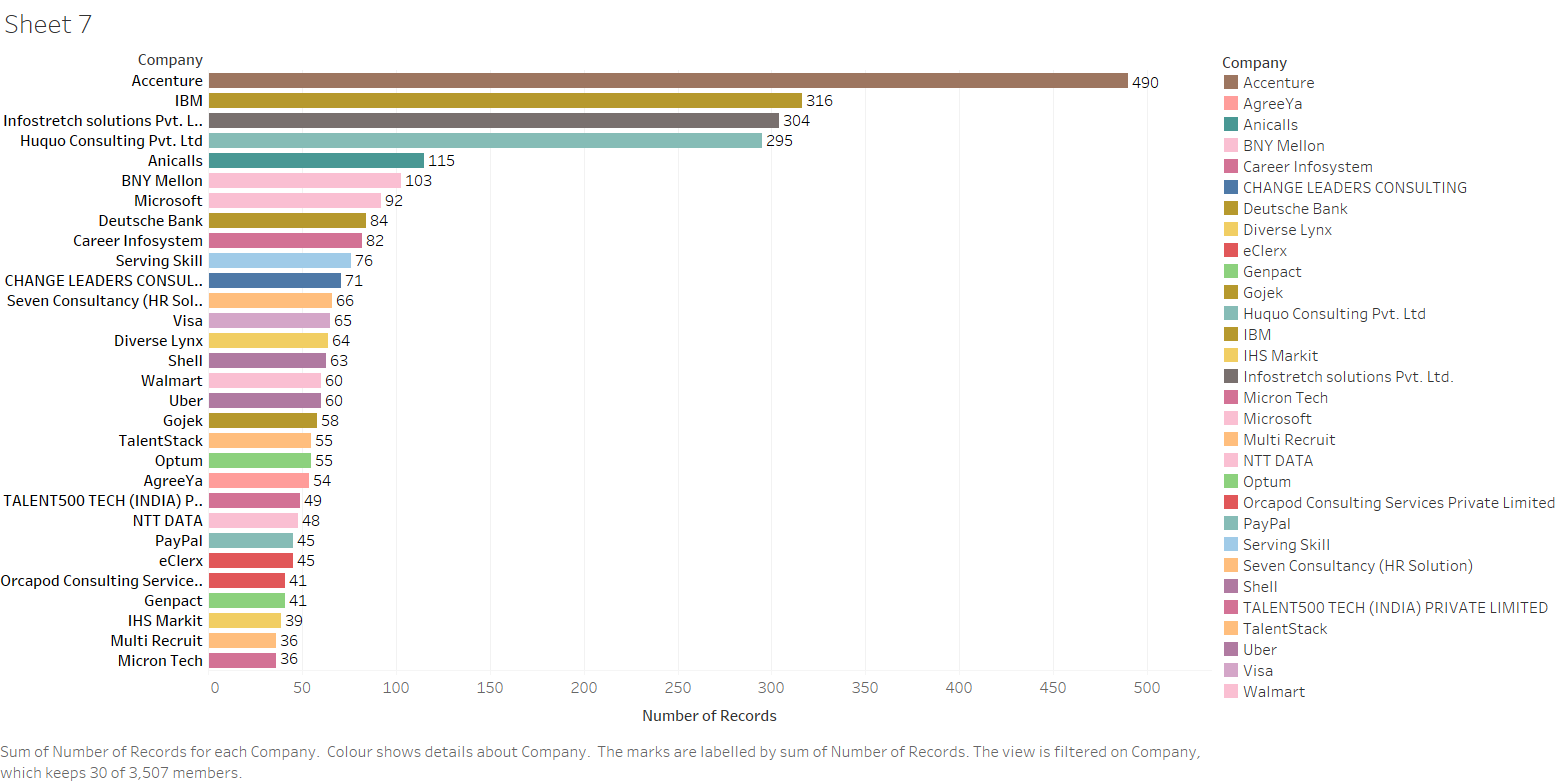 Sheet 7
Company
Accenture 490
IBM 316
Infostretch solutions Pvt. L.. 304
Huquo Consulting Pvt. Ltd 295
Anicalls 115
BNY Mellon 103
Microsoft 92
Deutsche Bank 84
Career Infosystem 82
Serving Skill 76
CHANGE LEADERS CONSUL.. 71
Seven Consultancy (HR Sol.. 66
Visa 65
Diverse Lynx 64
Shell 63
Walmart 60
Uber 60
Gojek 58
TalentStack 55
Optum 55
AgreeYa 54
TALENT500 TECH (INDIA) P.. 49
NTT DATA 48
PayPal 45
eClerx 45
Orcapod Consulting Service.. 41
Genpact 41
IHS Markit 39
Multi Recruit 36
Micron Tech 36
0 50 100 150 200 250 300 350 400 450 500
Number of Records
Company
Accenture
AgreeYa
Anicalls
BNY Mellon
Career Infosystem
CHANGE LEADERS CONSULTING
Deutsche Bank
Diverse Lynx
eClerx
Genpact
Gojek
Huquo Consulting Pvt. Ltd
IBM
IHS Markit
Infostretch solutions Pvt. Ltd.
Micron Tech
Microsoft
Multi Recruit
NTT DATA
Optum
Orcapod Consulting Services Private Limited
PayPal
Serving Skill
Seven Consultancy (HR Solution)
Shell
TALENT500 TECH (INDIA) PRIVATE LIMITED
TalentStack
Uber
Visa
Walmart
Sum of Number of Records for each Company.  Colour shows details about Company.  The marks are labelled by sum of Number of Records. The view is filtered on Company,
which keeps 30 of 3,507 members.